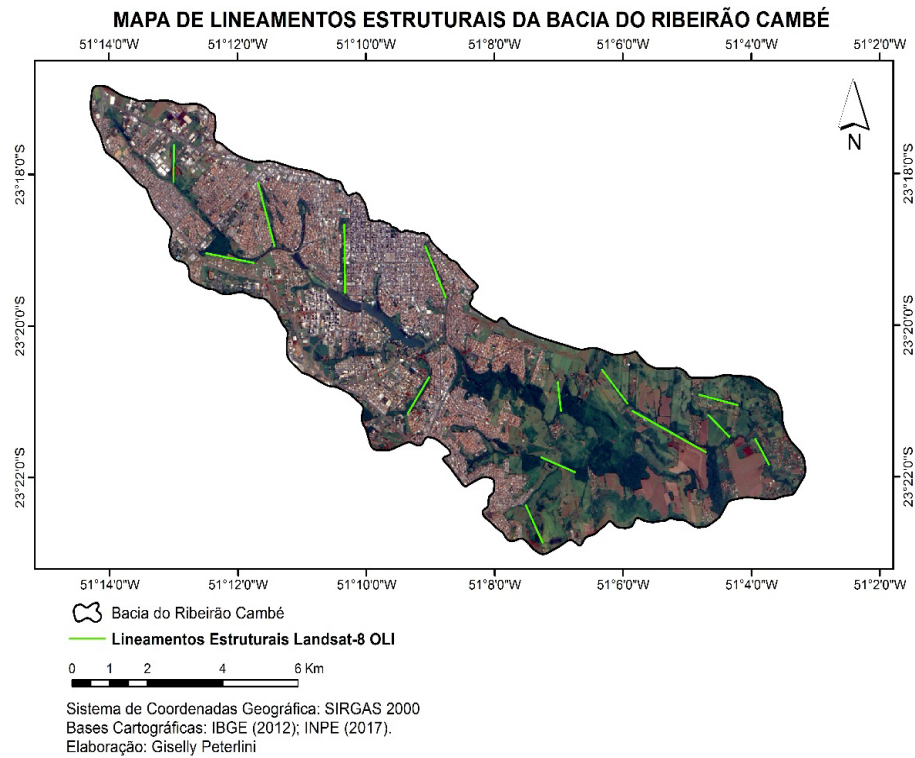 MAPA DE LINEAMENTOS ESTRUTURAIS DA BACIA DO RIBEIRÃO CAMBÉ
51°14'0"W 51°12'0"W 51°10'0"W 51°8'0"W 51°6'0"W 51°4'0"W 51°2'0"W
N
23°18'0"S 23°18'0"S
23°20'0"S 23°20'0"S
23°22'0"S 23°22'0"S
51°14'0"W 51°12'0"W 51°10'0"W 51°8'0"W 51°6'0"W 51°4'0"W 51°2'0"W
Bacia do Ribeirão Cambé
Lineamentos Estruturais Landsat-8 OLI
0 1 2 4 6 Km
Sistema de Coordenadas Geográfica: SIRGAS 2000
Bases Cartográficas: IBGE (2012); INPE (2017).
Elaboração: Giselly Peterlini